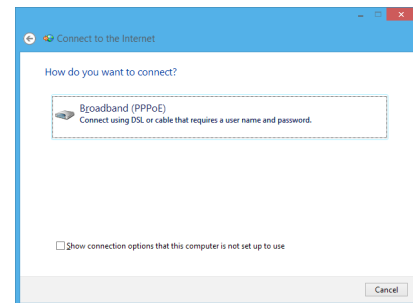 Connect to the Internet
How do you want to connect?
Broadband (PPPoE)
Connect using DSL or cable that requires a user name and password.
Show connection options that this computer is not set up to use
Cancel